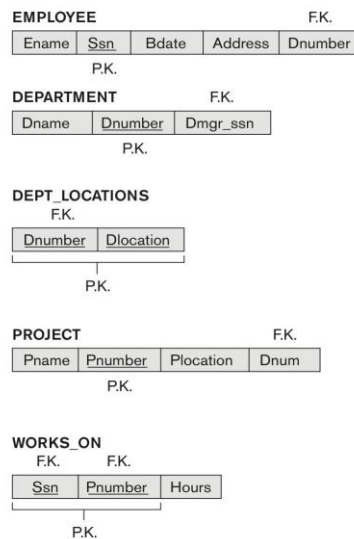 EMPLOYEE F.K.
Ename Ssn Bdate Address Dnumber
P.K.
DEPARTMENT F.K.
Dname Dnumber Dmgr_ssn
P.K.
DEPT_LOCATIONS
F.K.
Dnumber Dlocation
P.K.
PROJECT F.K.
Pname Pnumber Plocation Dnum
P.K.
WORKS_ON
F.K. F.K.
Ssn Pnumber Hours
P.K.